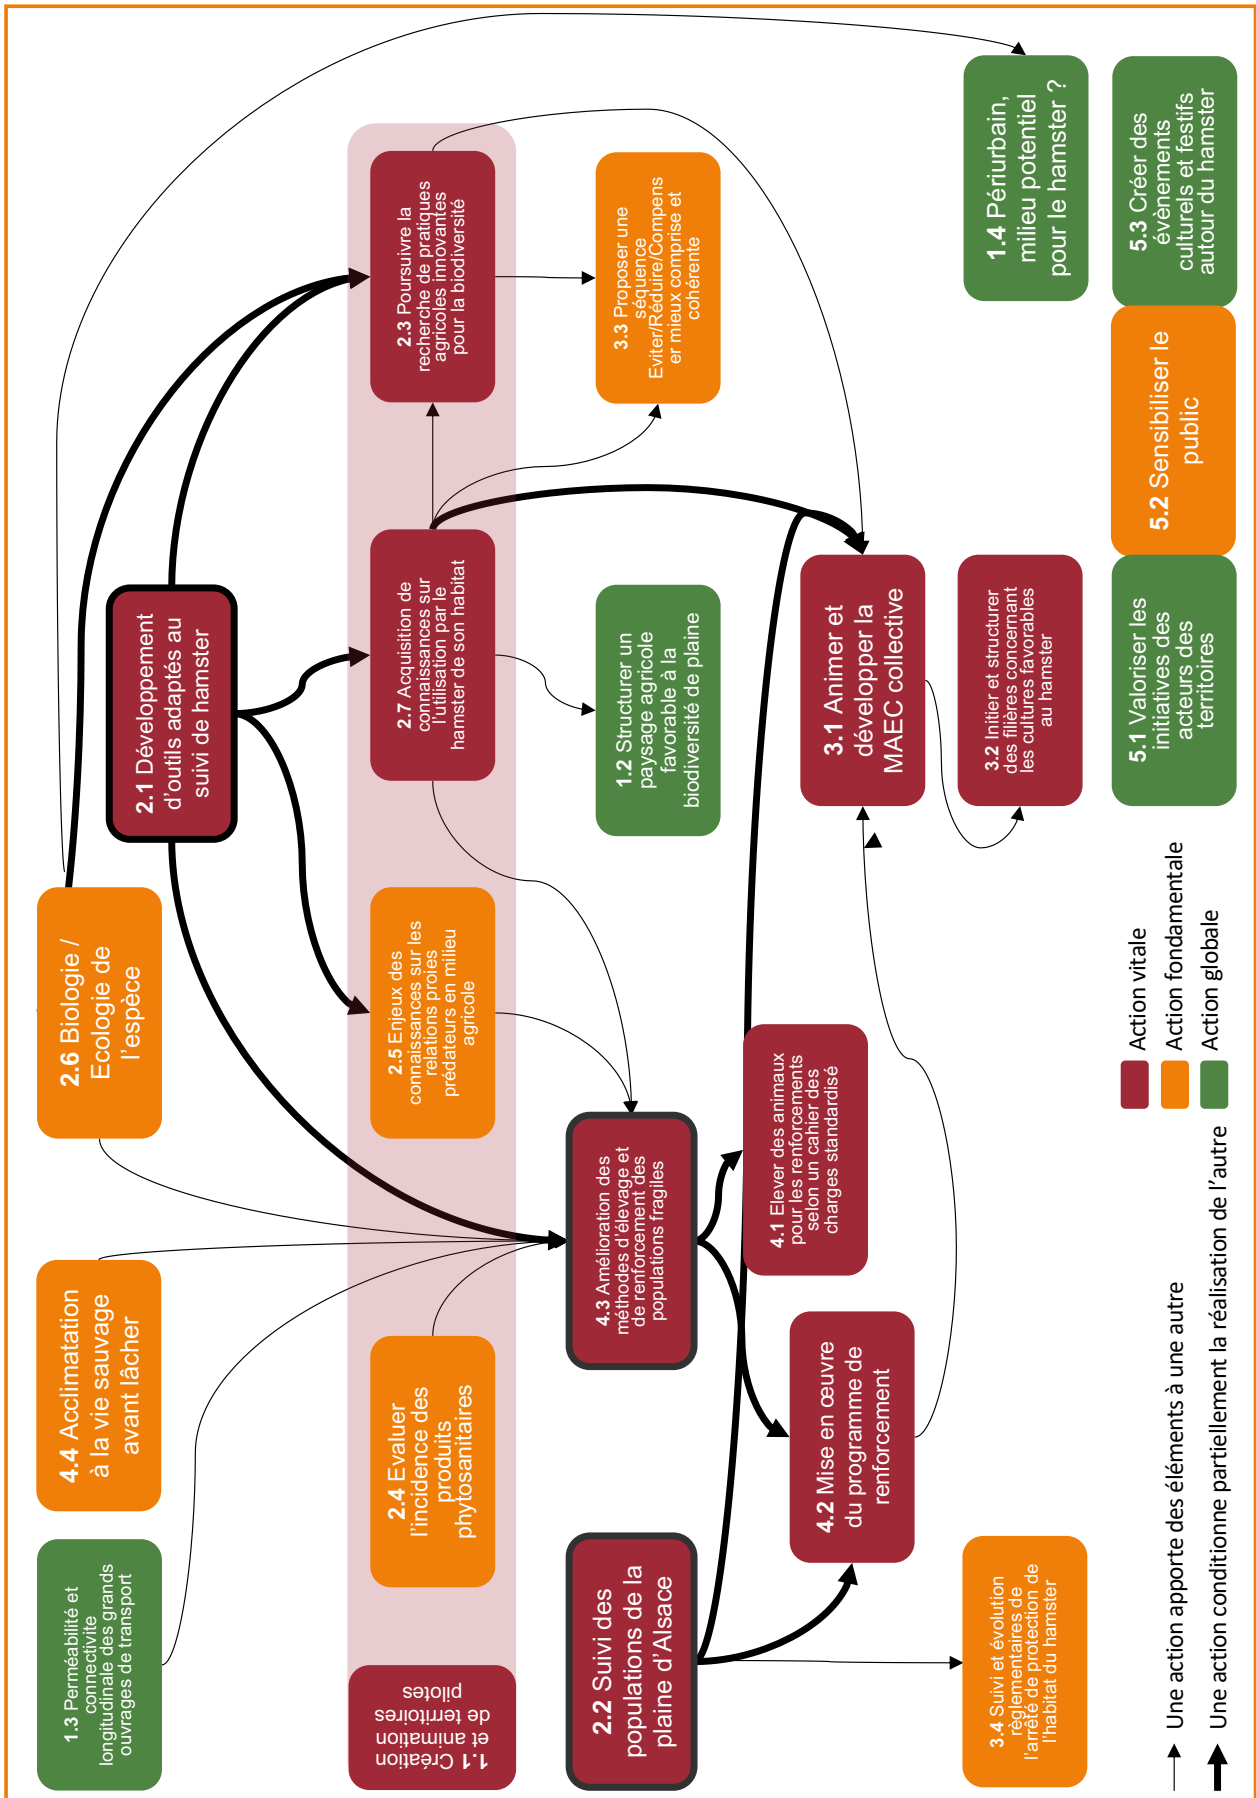 1.3 Perméabilité et
connectivite
longitudinale des grands
ouvrages de transport
4.4 Acclimatation
à la vie sauvage
avant lâcher
2.6 Biologie /
Ecologie de
l'espèce
2.1 Développement
d'outils adaptés au
suivi de hamster
1.1 Création
et animation
de territoires
pilotes
2.4 Evaluer
l'incidence des
produits
phytosanitaires
2.5 Enjeux des
connaissances sur les
relations proies
prédateurs en milieu
agricole
2.7 Acquisition de
connaissances sur
l'utilisation par le
hamster de son habitat
2.3 Poursuivre la
recherche de pratiques
agricoles innovantes
pour la biodiversité
2.2 Suivi des
populations de la
plaine d'Alsace
4.3 Amélioration des
méthodes d'élevage et
de renforcement des
populations fragiles
1.2 Structurer un
paysage agricole
favorable à la
biodiversité de plaine
3.3 Proposer une
séquence
Eviter/Réduire/Compens
er mieux comprise et
cohérente
4.2 Mise en œuvre
du programme de
renforcement
4.1 Elever des animaux
pour les renforcements
selon un cahier des
charges standardisé
3.1 Animer et
développer la
MAEC collective
3.4 Suivi et évolution
règlementaires de
l'arrêté de protection de
l'habitat du hamster
3.2 Initier et structurer
des filières concernant
les cultures favorables
au hamster
1.4 Périurbain,
milieu potentiel
pour le hamster ?
5.1 Valoriser les
initiatives des
acteurs des
territoires
5.2 Sensibiliser le
public
5.3 Créer des
évènements
culturels et festifs
autour du hamster
Une action apporte des éléments à une autre
Une action conditionne partiellement la réalisation de l'autre
Action vitale
Action fondamentale
Action globale